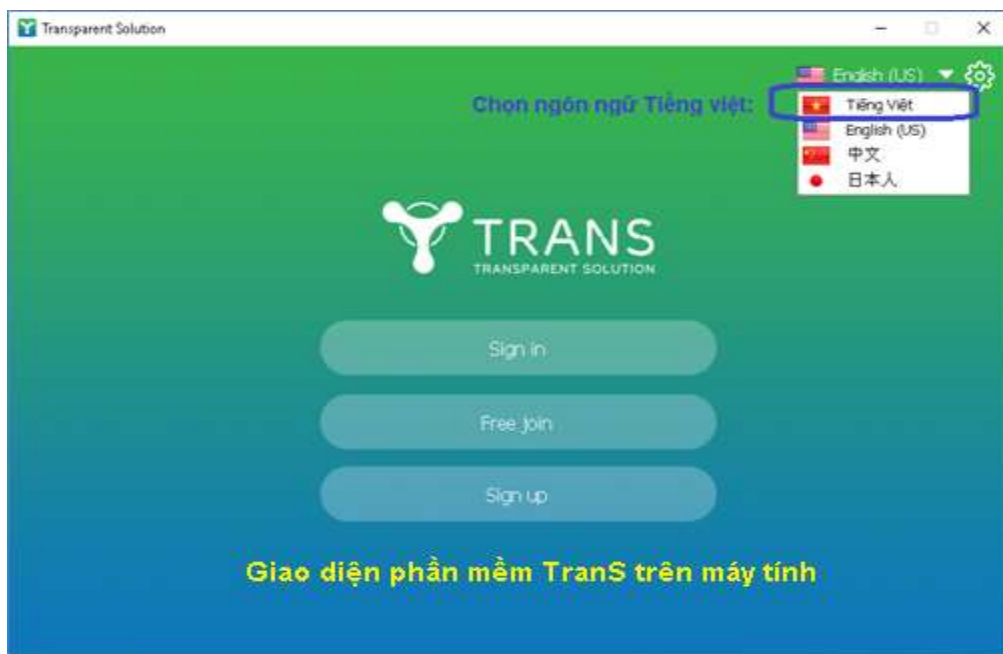 Transparent Solution
English (US)
Chọn ngôn ngữ Tiếng việt:
Tiếng Việt
English (US)
中文
日本人
TRANS
TRANSPARENT SOLUTION
Sign in
Free join
Sign up
Giao diện phần mềm TranS trên máy tính